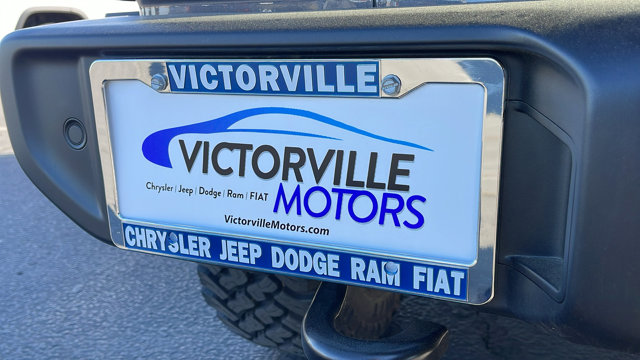 VICTORVILLE
VICTORVILLE
Chrysler | Jeep | Dodge | Ram | FIAT
MOTORS
VictorvilleMotors.com
CHRYSLER JEEP DODGE RAM FIAT